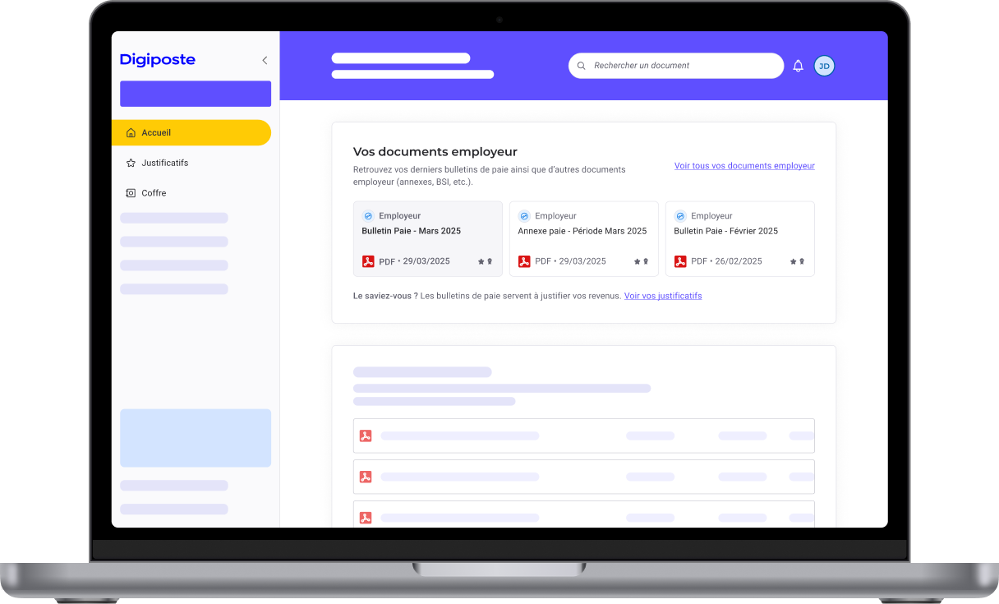 Digiposte
Rechercher un document
JD
Accueil
Justificatifs
Coffre
Vos documents employeur
Retrouvez vos derniers bulletins de paie ainsi que d’autres documents
employeur (annexes, BSI, etc.).
Voir tous vos documents employeur
Employeur
Bulletin Paie - Mars 2025
PDF • 29/03/2025
Employeur
Annexe paie - Période Mars 2025
PDF • 29/03/2025
Employeur
Bulletin Paie - Février 2025
PDF • 26/02/2025
Le saviez-vous ? Les bulletins de paie servent à justifier vos revenus. Voir vos justificatifs